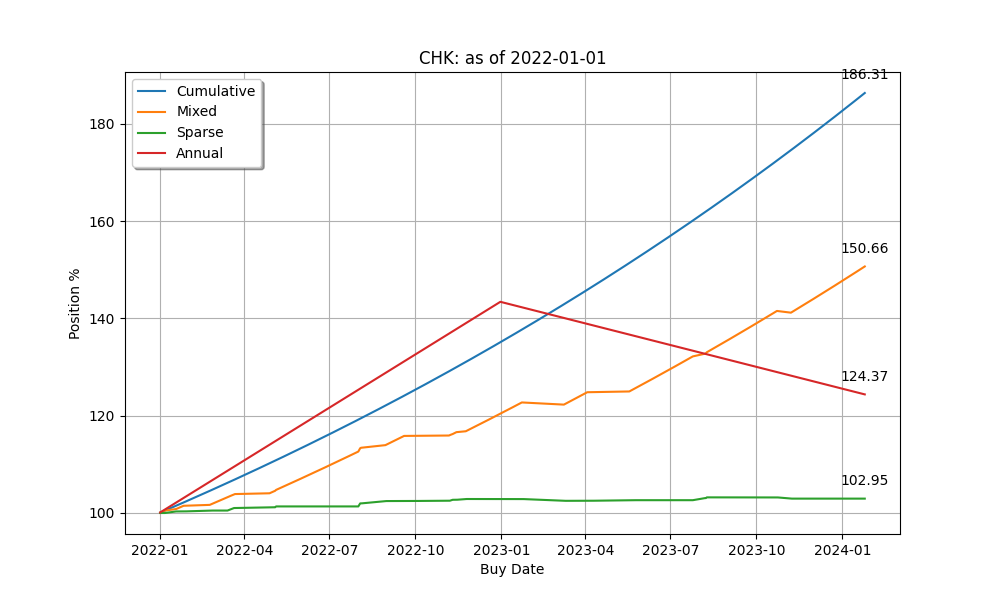 CHK: as of 2022-01-01
Cumulative
Mixed
Sparse
Annual
186.31
150.66
124.37
102.95
180
160
140
120
100
Position %
2022-01 2022-04 2022-07 2022-10 2023-01 2023-04 2023-07 2023-10 2024-01
Buy Date